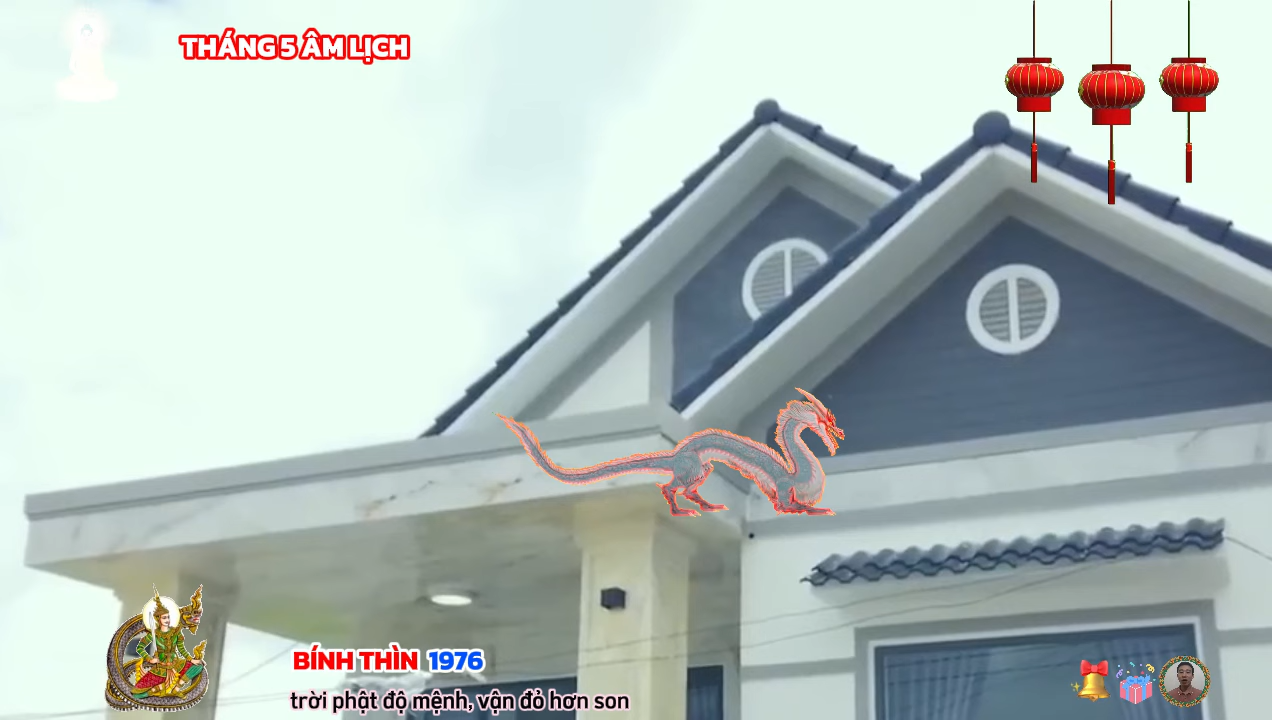 THÁNG 5 ÂM LỊCH
BÍNH THÌN 1976
trời phật độ mệnh, vận đỏ hơn son